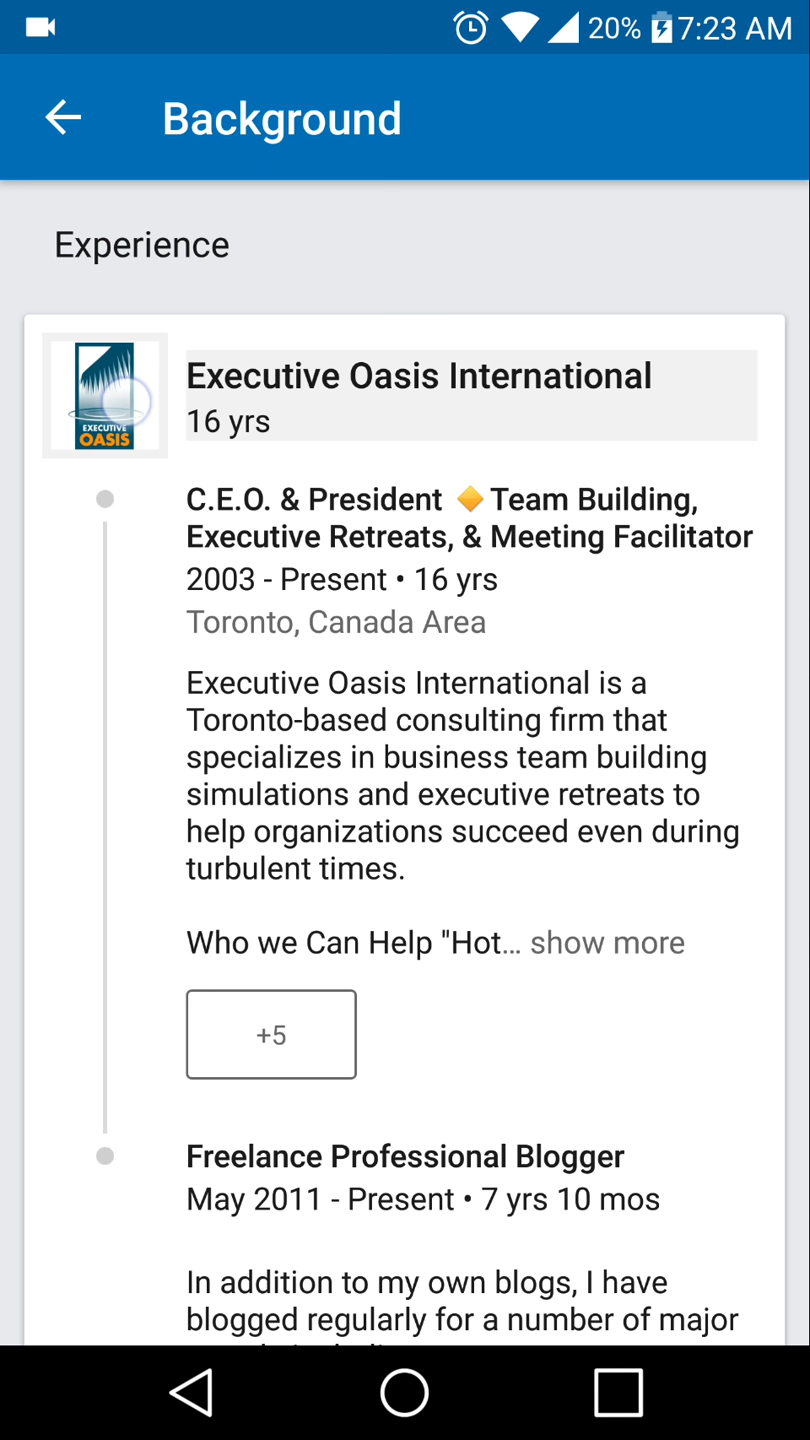 20% 7:23 AM
Background
Experience
EXECUTIVE
OASIS
Executive Oasis International
16 yrs
C.E.O. & President 🔶 Team Building,
Executive Retreats, & Meeting Facilitator
2003 - Present • 16 yrs
Toronto, Canada Area
Executive Oasis International is a
Toronto-based consulting firm that
specializes in business team building
simulations and executive retreats to
help organizations succeed even during
turbulent times.
Who we Can Help "Hot... show more
+5
Freelance Professional Blogger
May 2011 - Present • 7 yrs 10 mos
In addition to my own blogs, I have
blogged regularly for a number of major